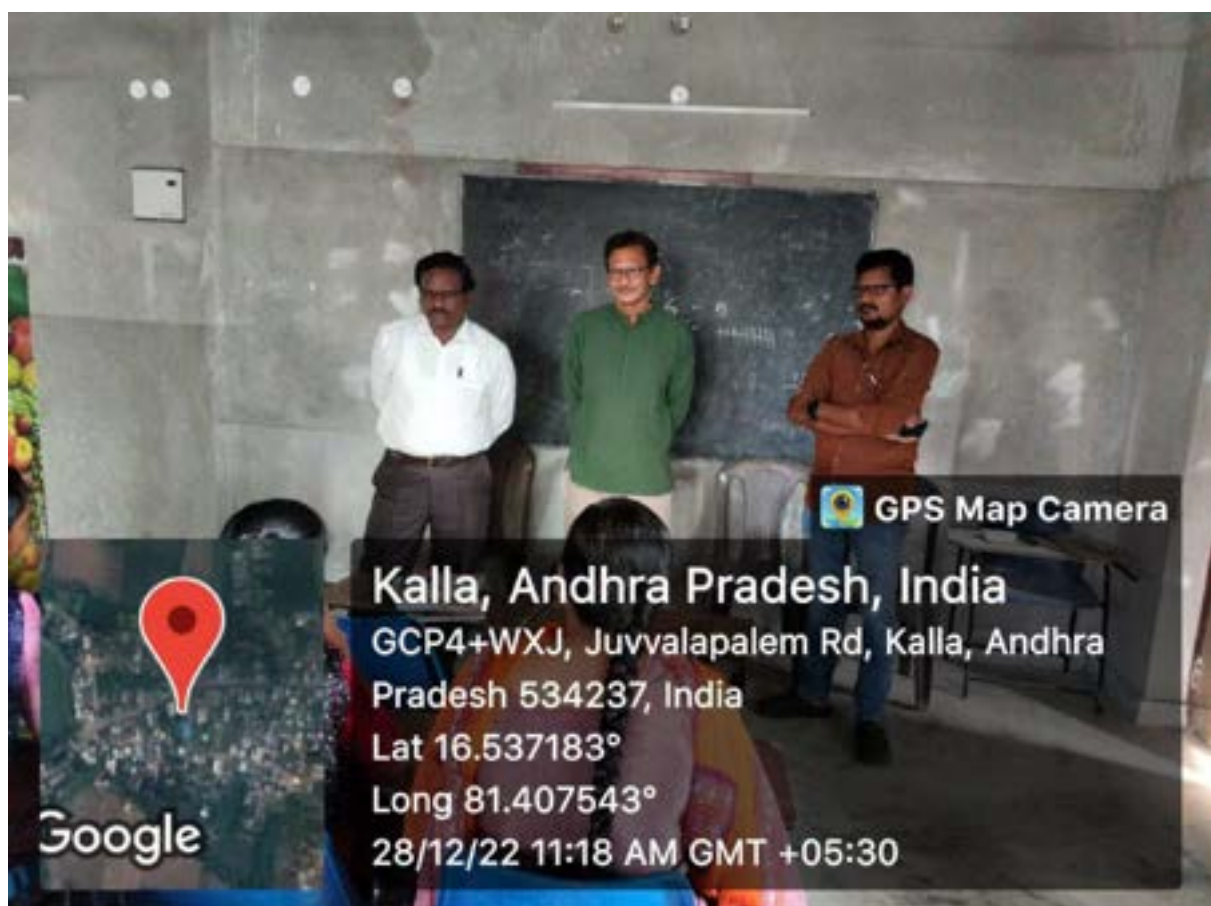 GPS Map Camera
Kalla, Andhra Pradesh, India
GCP4+WXJ, Juvvalapalem Rd, Kalla, Andhra
Pradesh 534237, India
Lat 16.537183°
Long 81.407543°
28/12/22 11:18 AM GMT +05:30
Google